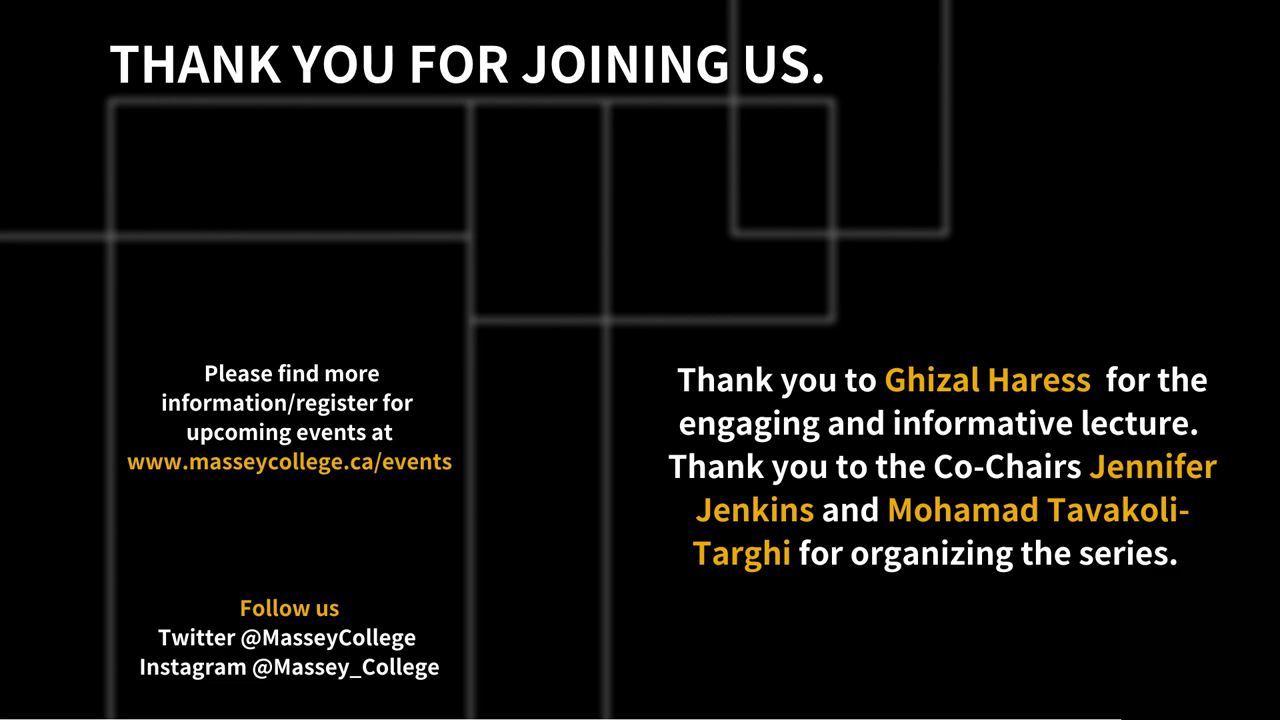 THANK YOU FOR JOINING US.
Please find more
information/register for
upcoming events at
www.masseycollege.ca/events
Follow us
Twitter @MasseyCollege
Instagram @Massey_College
Thank you to Ghizal Haress for the
engaging and informative lecture.
Thank you to the Co-Chairs Jennifer
Jenkins and Mohamad Tavakoli-
Targhi for organizing the series.